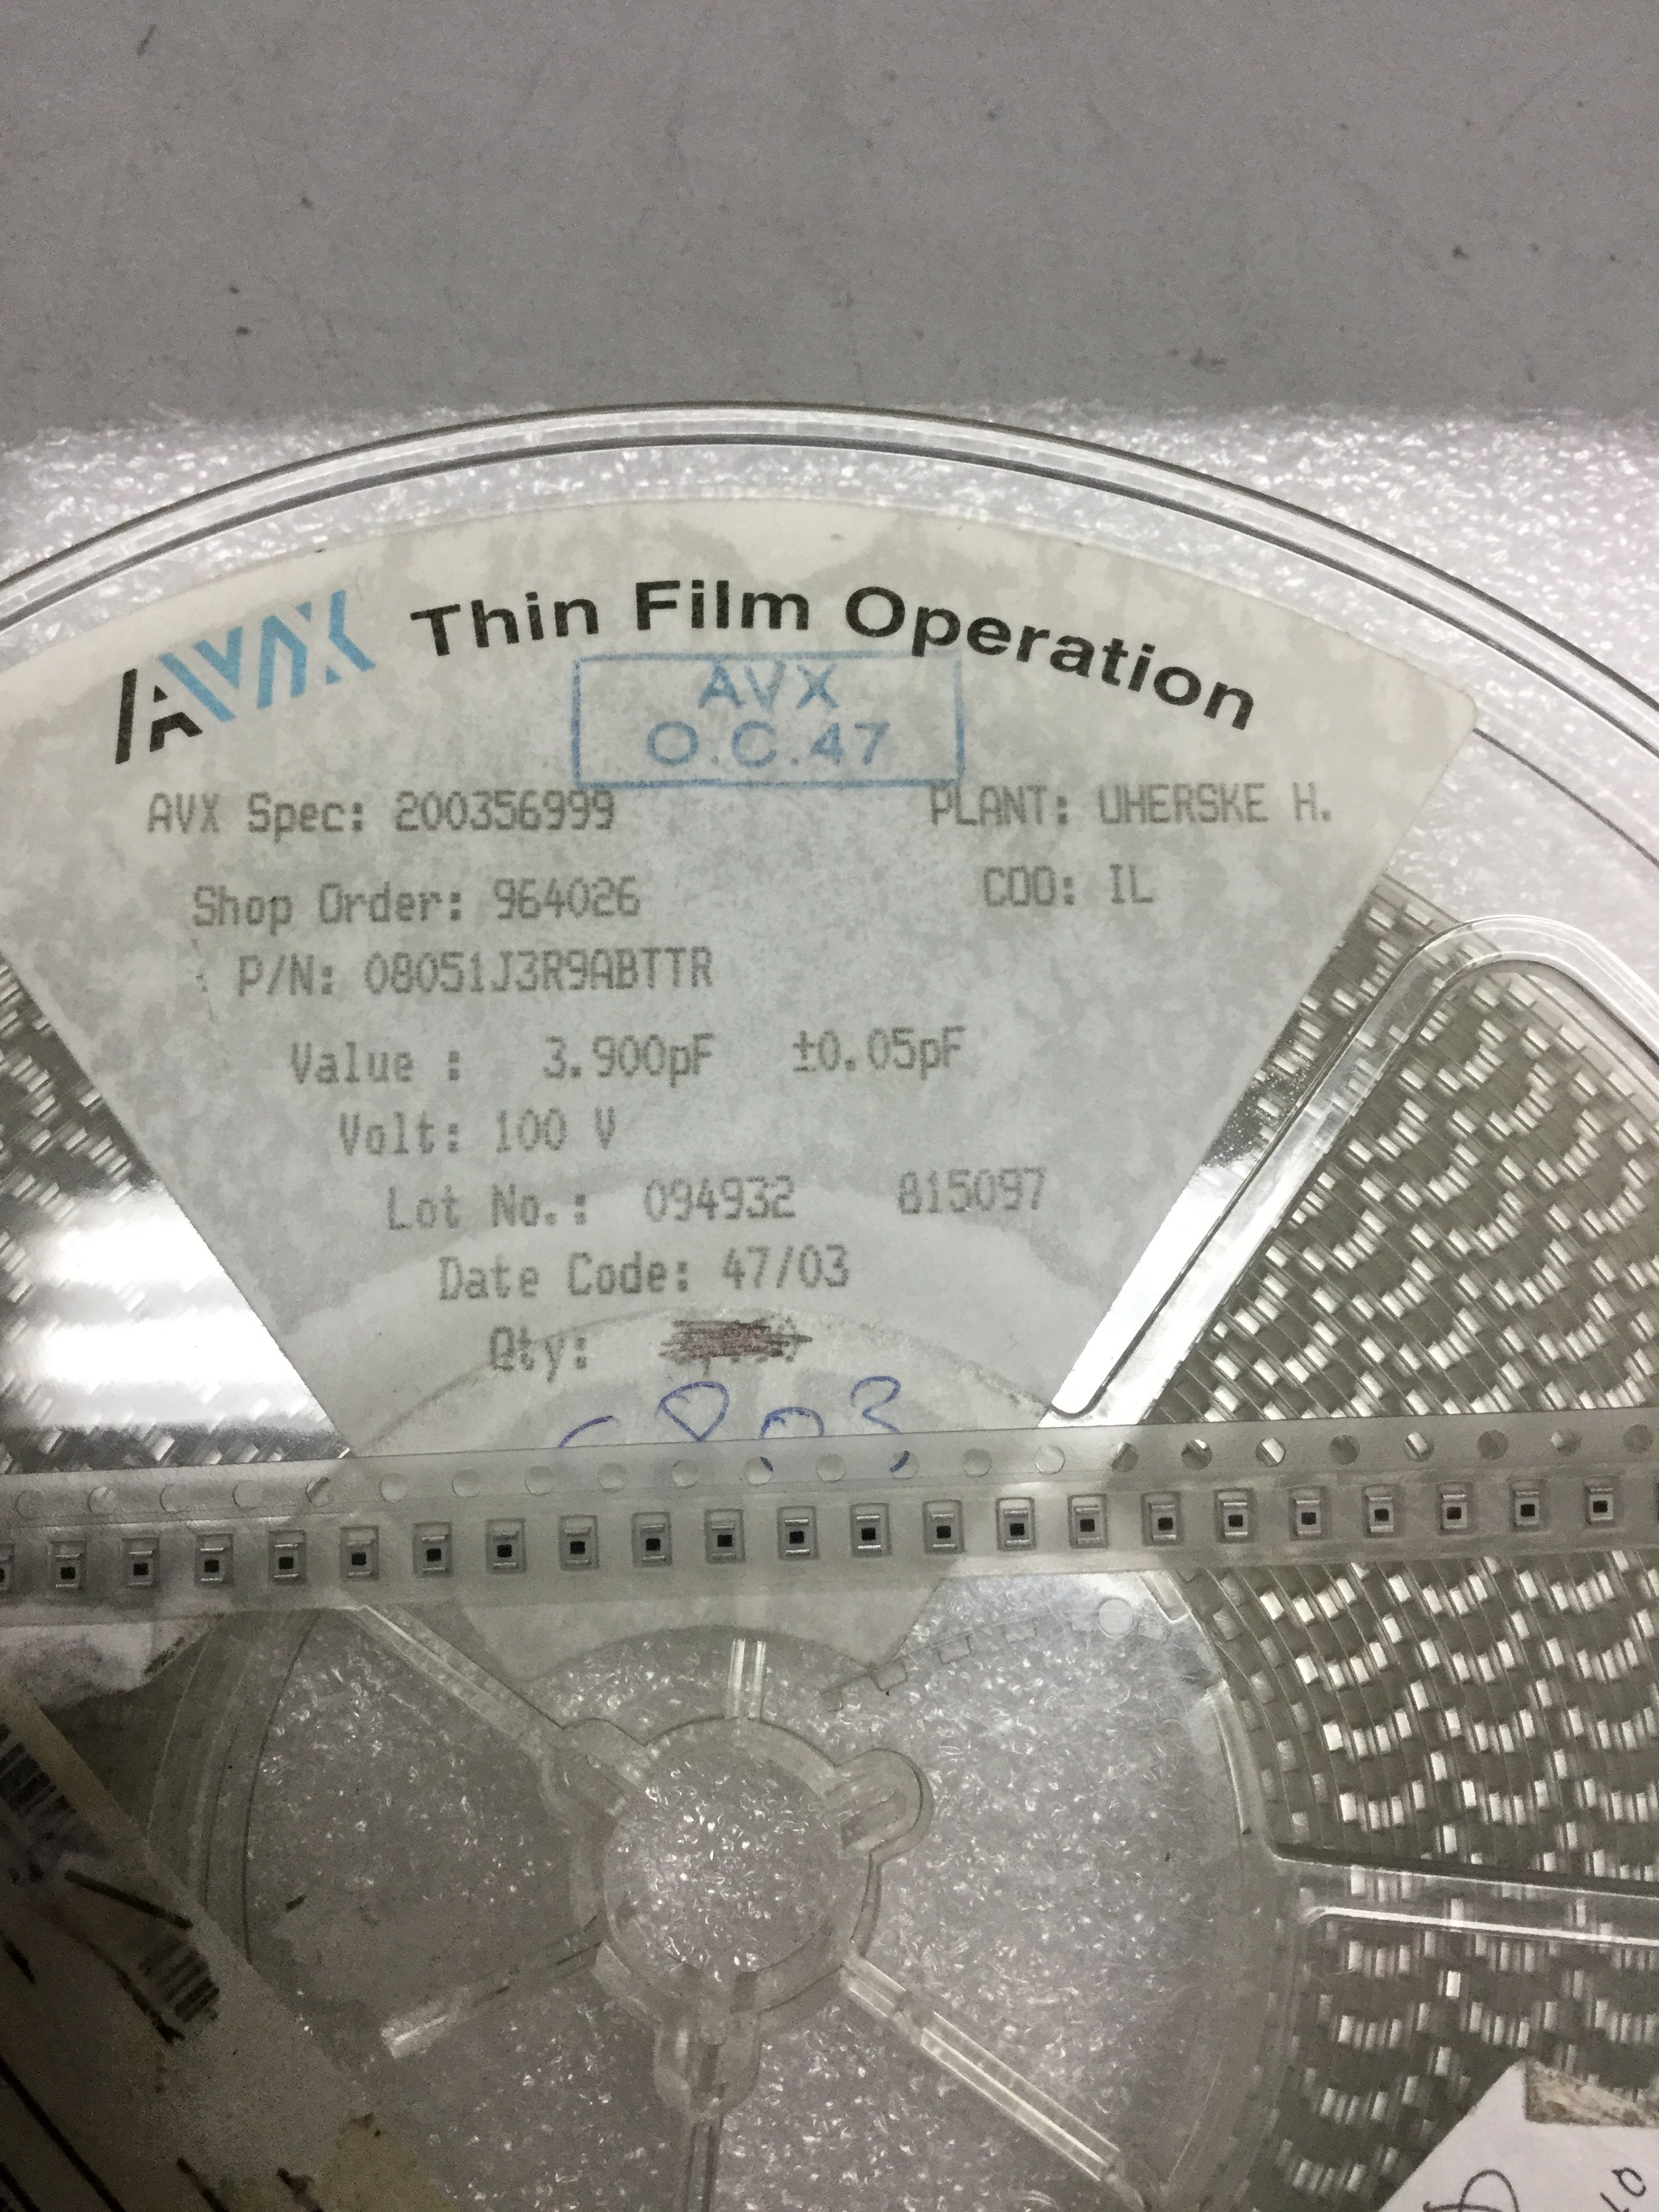 AVX Thin Film Operation
AVX
O.C.47
AVX Spec: 200356999 PLANT: UHERSKE H.
Shop Order: 964026 COO: IL
P/N: 08051J3R9ABTTR
Value : 3.900pF ±0.05pF
Volt: 100 V
Lot No.: 094932 815097
Date Code: 47/03
Qty: